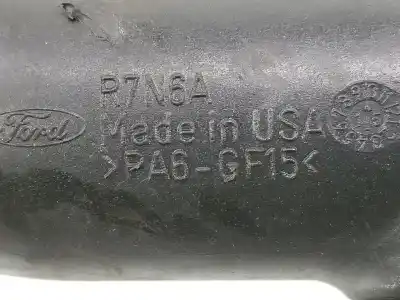 R7N6A
Ford
Made in USA
>PA6-GF15<